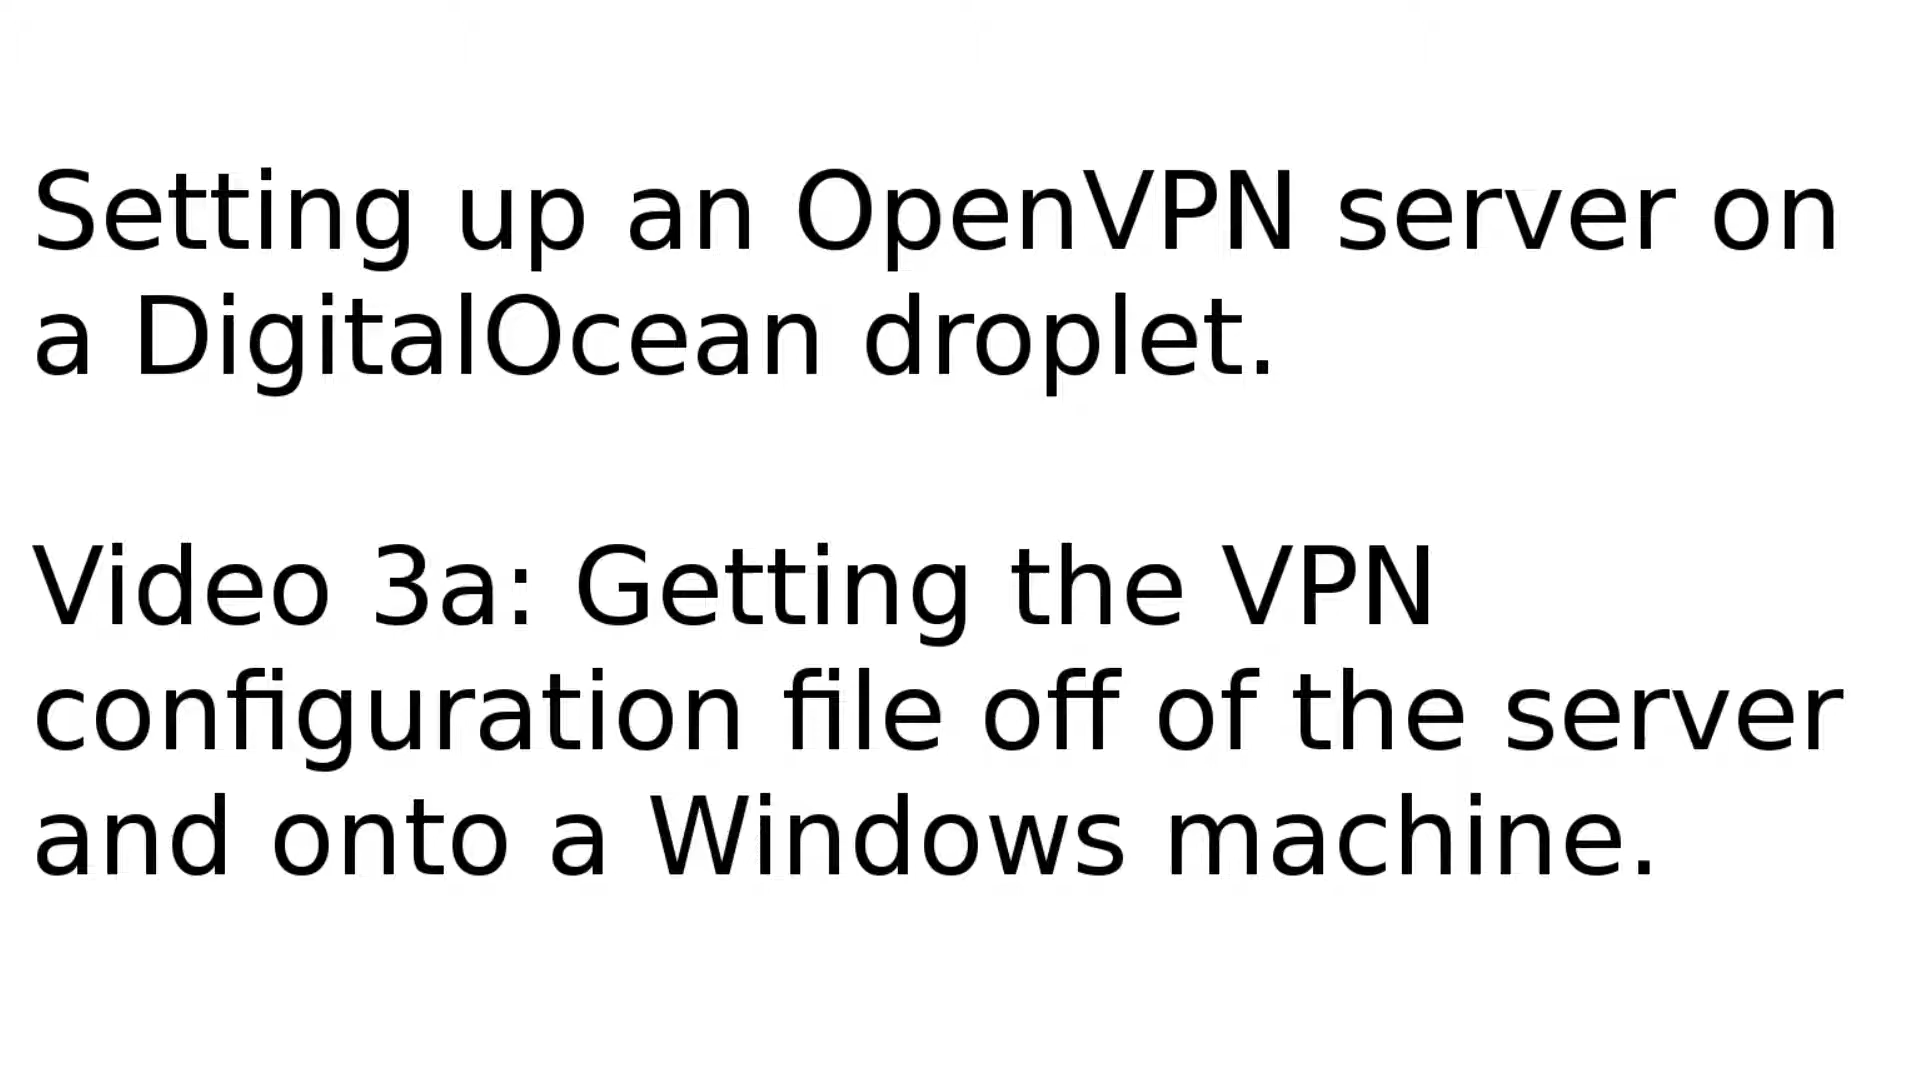 Setting up an OpenVPN server on
a DigitalOcean droplet.
Video 3a: Getting the VPN
configuration file off of the server
and onto a Windows machine.